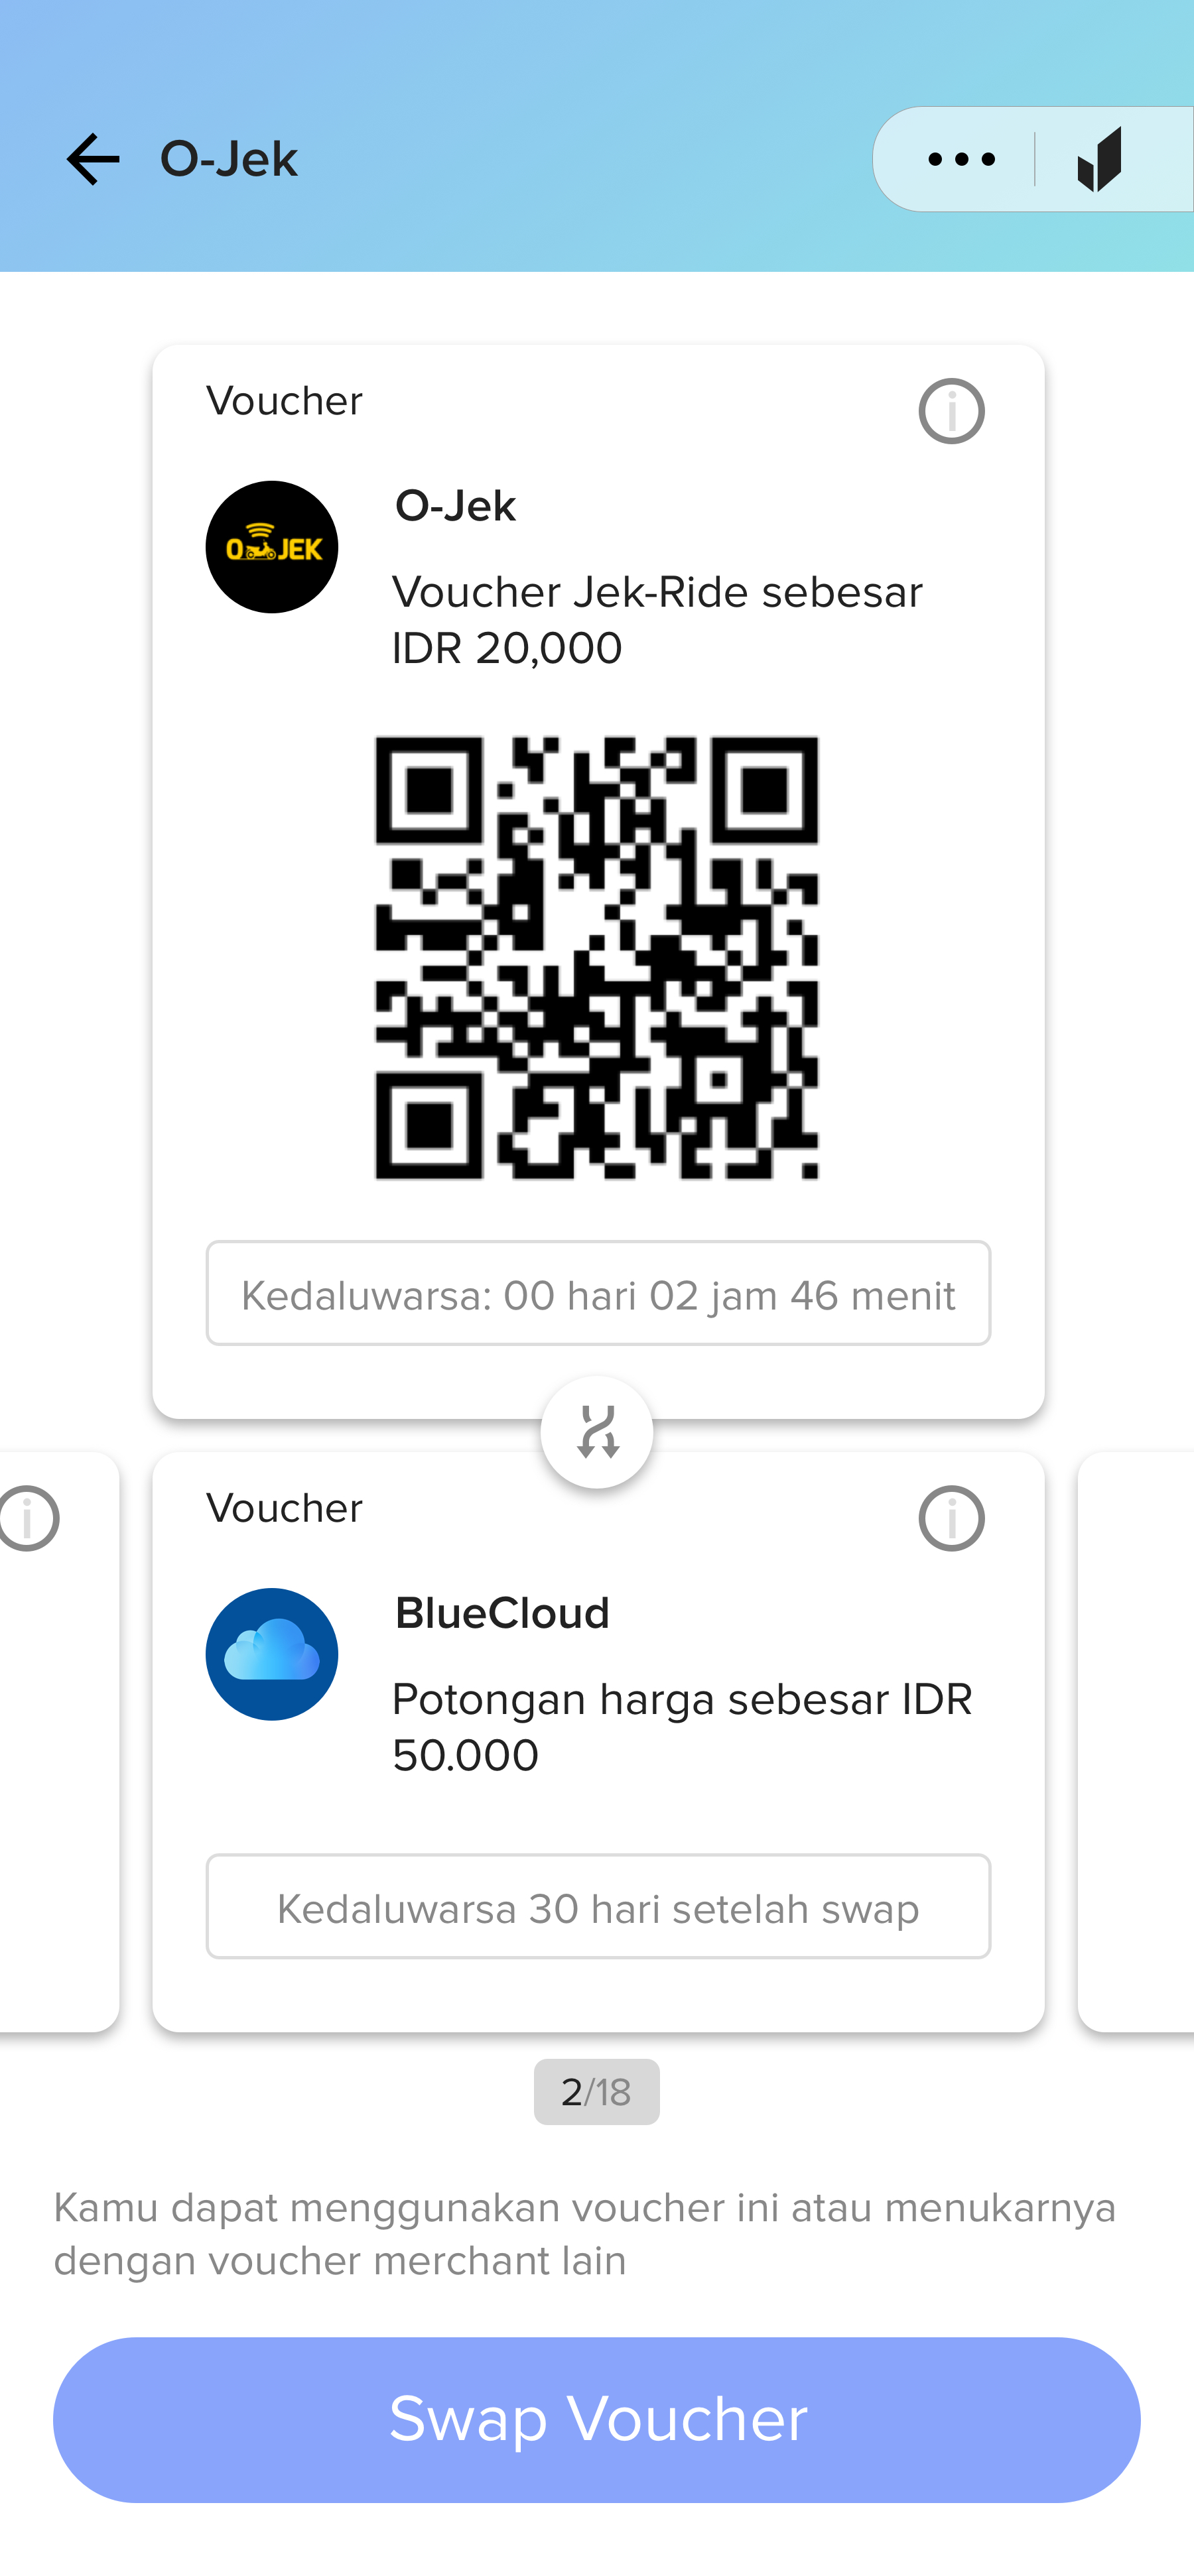 O-Jek
Voucher
O-Jek
O JEK
Voucher Jek-Ride sebesar
IDR 20,000
Kedaluwarsa: 00 hari 02 jam 46 menit
Voucher
BlueCloud
Potongan harga sebesar IDR
50.000
Kedaluwarsa 30 hari setelah swap
2/18
Kamu dapat menggunakan voucher ini atau menukarnya
dengan voucher merchant lain
Swap Voucher